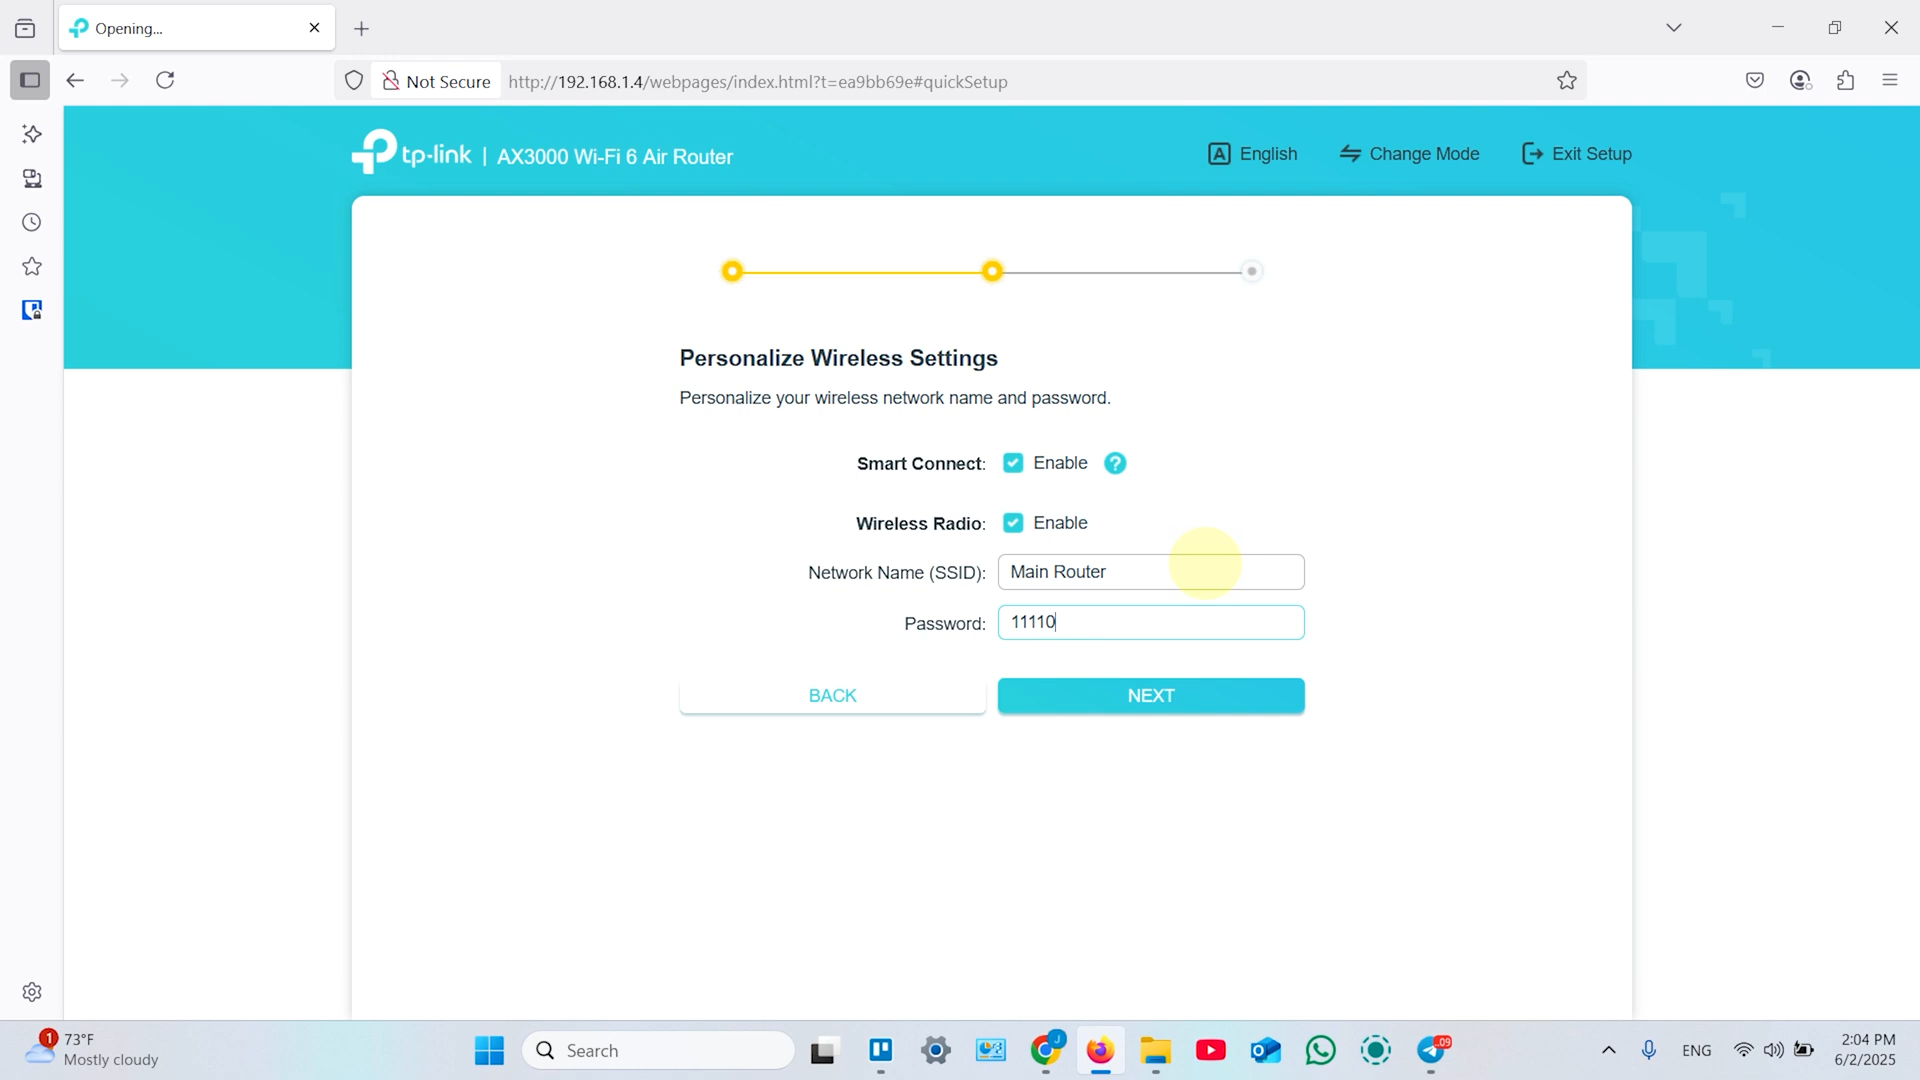 Opening...
Not Secure
http://192.168.1.4/webpages/index.html?t=ea9bb69e#quickSetup
tp-link | AX3000 Wi-Fi 6 Air Router
A English
Change Mode
Exit Setup
Personalize Wireless Settings
Personalize your wireless network name and password.
Smart Connect: Enable ?
Wireless Radio: Enable
Network Name (SSID): Main Router
Password: 11110
BACK
NEXT
1
73°F
Mostly cloudy
Search
J
.09
ENG
2:04 PM
6/2/2025